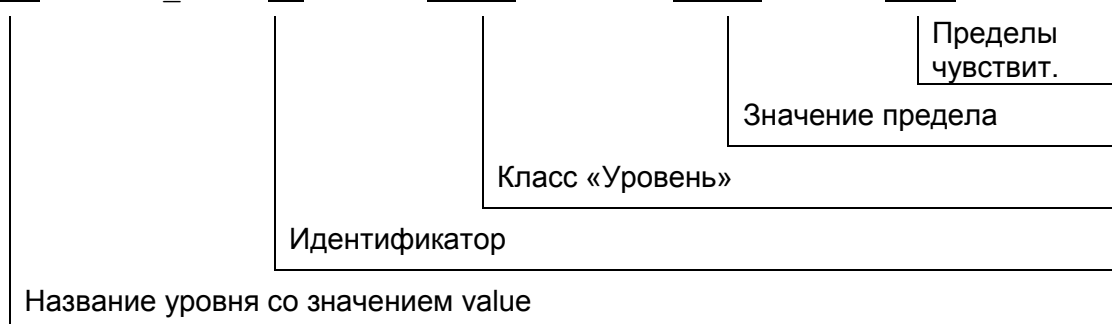 Пределы
чувствит.
Значение предела
Класс «Уровень»
Идентификатор
Название уровня со значением value